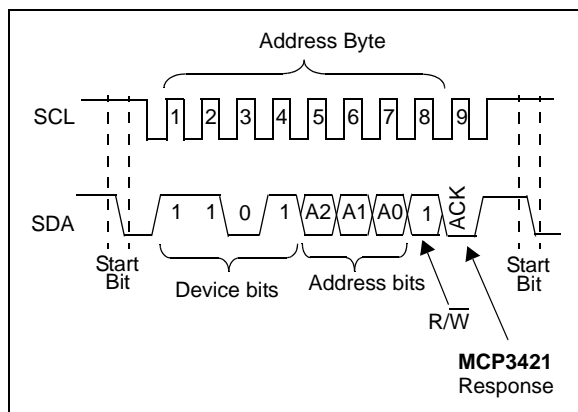 Address Byte
SCL 1 2 3 4 5 6 7 8 9
SDA 1 1 0 1 A2 A1 A0 1 ACK
Start Bit
Device bits
Address bits
Start Bit
R/W̅
MCP3421
Response